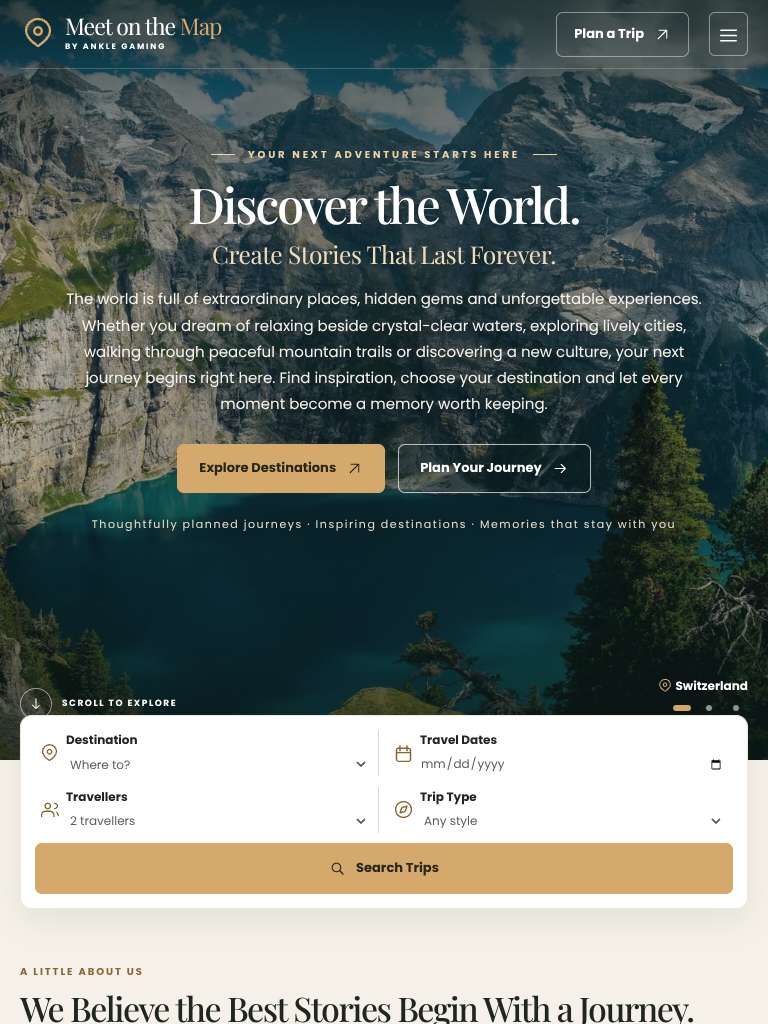 Meet on the Map
BY ANKLE GAMING
Plan a Trip
YOUR NEXT ADVENTURE STARTS HERE
Discover the World.
Create Stories That Last Forever.
The world is full of extraordinary places, hidden gems and unforgettable experiences.
Whether you dream of relaxing beside crystal-clear waters, exploring lively cities,
walking through peaceful mountain trails or discovering a new culture, your next
journey begins right here. Find inspiration, choose your destination and let every
moment become a memory worth keeping.
Explore Destinations
Plan Your Journey
Thoughtfully planned journeys · Inspiring destinations · Memories that stay with you
Switzerland
SCROLL TO EXPLORE
Destination
Where to?
Travel Dates
mm/dd/yyyy
Travellers
2 travellers
Trip Type
Any style
Search Trips
A LITTLE ABOUT US
We Believe the Best Stories Begin With a Journey.